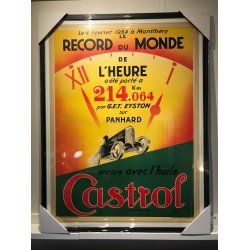 Le 4 Février 1934 à Montlhéry
LE
RECORD DU MONDE
DE
XII
L'HEURE
a été porté à
214.064
Km
par G.E.T. EYSTON
sur
PANHARD
encore avec l'huile
Castrol